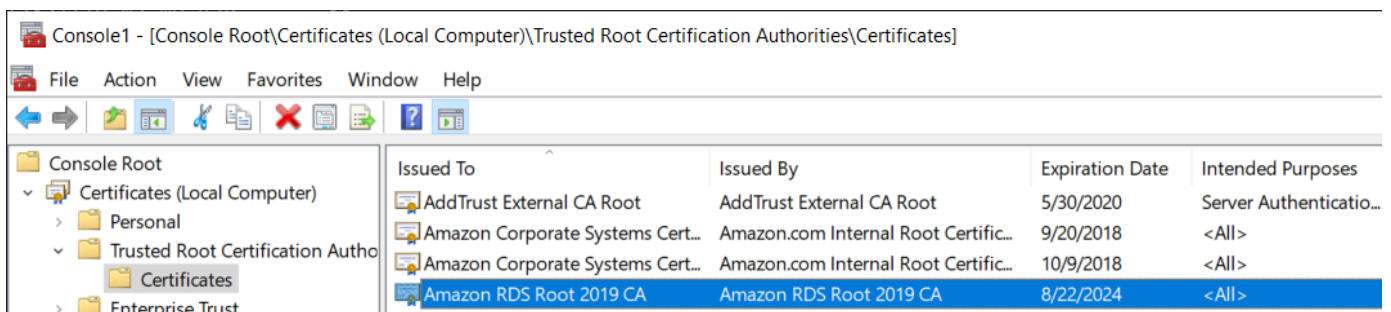 Console1 - [Console Root\Certificates (Local Computer)\Trusted Root Certification Authorities\Certificates]
File Action View Favorites Window Help
Console Root
Certificates (Local Computer)
Personal
Trusted Root Certification Autho
Certificates
Enterprise Trust
Issued To Issued By Expiration Date Intended Purposes
AddTrust External CA Root AddTrust External CA Root 5/30/2020 Server Authenticatio...
Amazon Corporate Systems Cert... Amazon.com Internal Root Certific... 9/20/2018 <All>
Amazon Corporate Systems Cert... Amazon.com Internal Root Certific... 10/9/2018 <All>
Amazon RDS Root 2019 CA Amazon RDS Root 2019 CA 8/22/2024 <All>